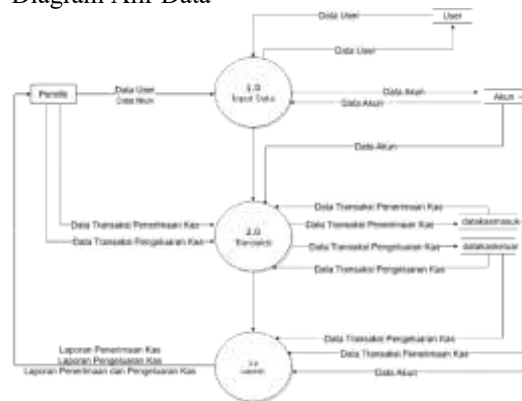 Diagram Alir Data
Data User
User
Data User
1.0
Input Data
Pemilik
Data User
Data Akun
Data Akun
Data Akun
Akun
Data Akun
2.0
Transaksi
Data Transaksi Penerimaan Kas
Data Transaksi Penerimaan Kas
Data Transaksi Penerimaan Kas
datakasmasuk
Data Transaksi Pengeluaran Kas
Data Transaksi Pengeluaran Kas
datakaskeluar
Data Transaksi Pengeluaran Kas
Laporan Penerimaan Kas
Laporan Pengeluaran Kas
Laporan Penerimaan dan Pengeluaran Kas
Laporan
Data Transaksi Pengeluaran Kas
Data Transaksi Penerimaan Kas
Data Akun